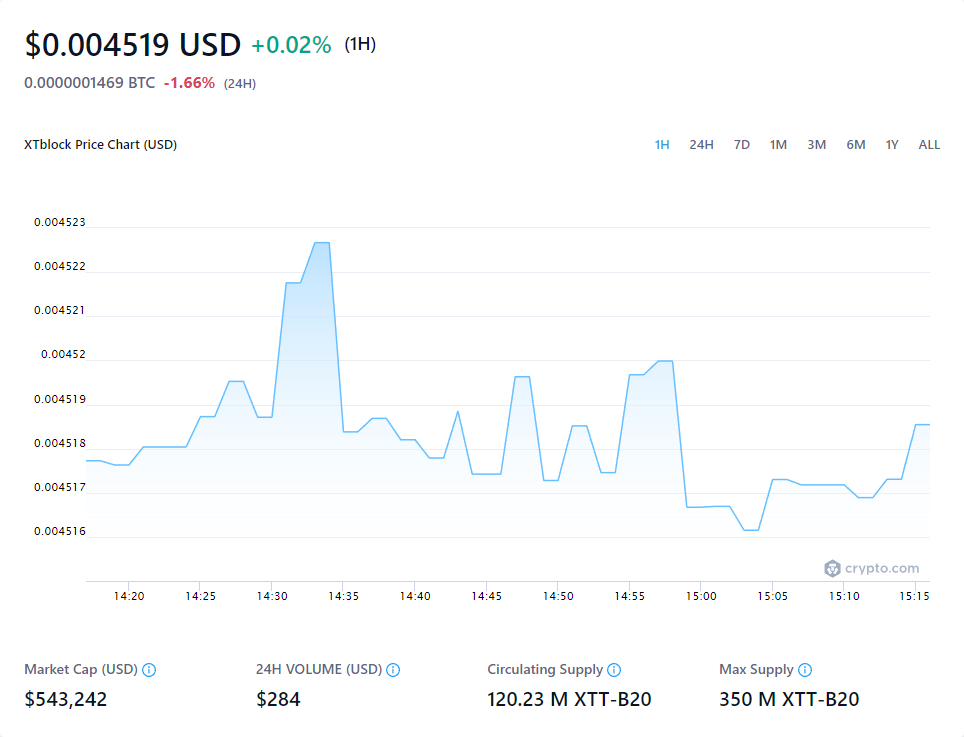 $0.004519 USD +0.02% (1H)
0.0000001469 BTC -1.66% (24H)
XTblock Price Chart (USD) 1H 24H 7D 1M 3M 6M 1Y ALL
0.004523
0.004522
0.004521
0.00452
0.004519
0.004518
0.004517
0.004516
crypto.com
14:20 14:25 14:30 14:35 14:40 14:45 14:50 14:55 15:00 15:05 15:10 15:15
Market Cap (USD) 24H VOLUME (USD) Circulating Supply Max Supply
$543,242 $284 120.23 M XTT-B20 350 M XTT-B20